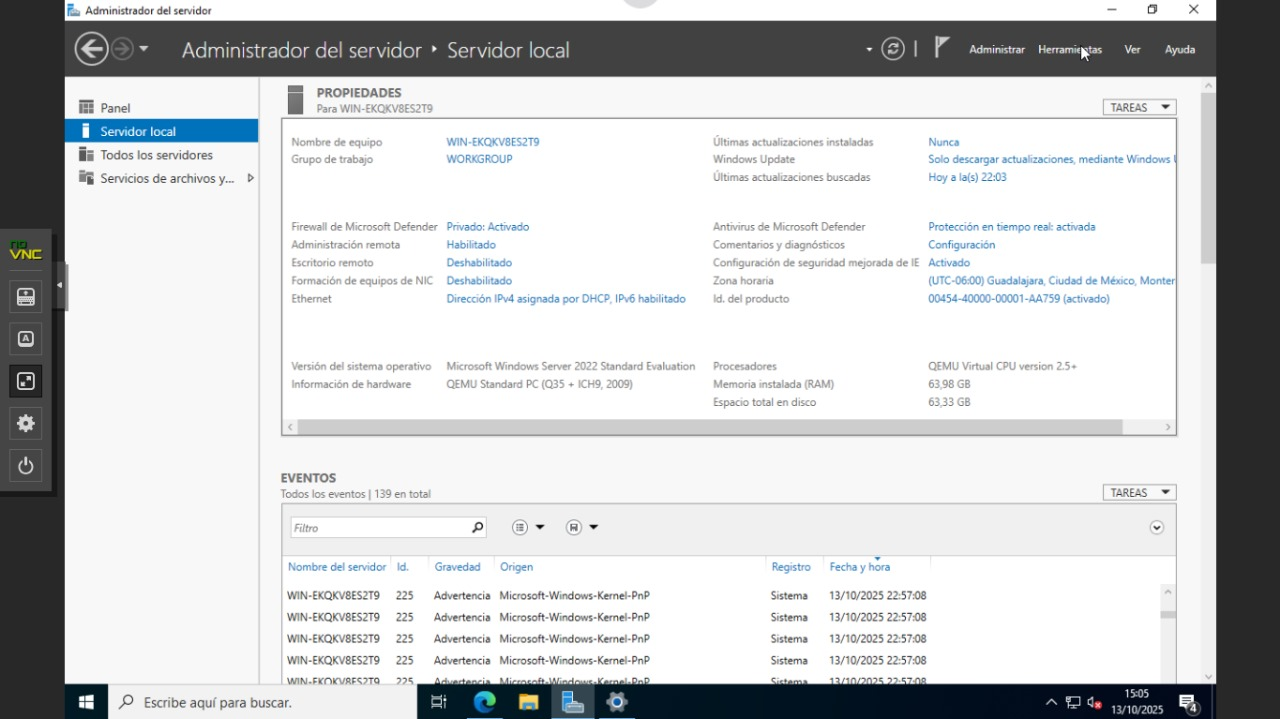 Administrador del servidor
Administrador del servidor • Servidor local
Administrar Herramientas Ver Ayuda
Panel
Servidor local
Todos los servidores
Servicios de archivos y...
PROPIEDADES
Para WIN-EKQKV8ES2T9
TAREAS
Nombre de equipo WIN-EKQKV8ES2T9 Últimas actualizaciones instaladas Nunca
Grupo de trabajo WORKGROUP Windows Update Solo descargar actualizaciones, mediante Windows U
Últimas actualizaciones buscadas Hoy a la(s) 22:03
Firewall de Microsoft Defender Privado: Activado Antivirus de Microsoft Defender Protección en tiempo real: activada
Administración remota Habilitado Comentarios y diagnósticos Configuración
Escritorio remoto Deshabilitado Configuración de seguridad mejorada de IE Activado
Formación de equipos de NIC Deshabilitado Zona horaria (UTC-06:00) Guadalajara, Ciudad de México, Monter
Ethernet Dirección IPv4 asignada por DHCP, IPv6 habilitado Id. del producto 00454-40000-00001-AA759 (activado)
Versión del sistema operativo Microsoft Windows Server 2022 Standard Evaluation Procesadores QEMU Virtual CPU version 2.5+
Información de hardware QEMU Standard PC (Q35 + ICH9, 2009) Memoria instalada (RAM) 63,98 GB
Espacio total en disco 63,33 GB
no
VNC
A
EVENTOS
Todos los eventos | 139 en total
TAREAS
Filtro
Nombre del servidor Id. Gravedad Origen Registro Fecha y hora
WIN-EKQKV8ES2T9 225 Advertencia Microsoft-Windows-Kernel-PnP Sistema 13/10/2025 22:57:08
WIN-EKQKV8ES2T9 225 Advertencia Microsoft-Windows-Kernel-PnP Sistema 13/10/2025 22:57:08
WIN-EKQKV8ES2T9 225 Advertencia Microsoft-Windows-Kernel-PnP Sistema 13/10/2025 22:57:08
WIN-EKQKV8ES2T9 225 Advertencia Microsoft-Windows-Kernel-PnP Sistema 13/10/2025 22:57:08
WIN-EKQKV8ES2T9 225 Advertencia Microsoft-Windows-Kernel-PnP Sistema 13/10/2025 22:57:08
Escribe aquí para buscar.
15:05
13/10/2025
4